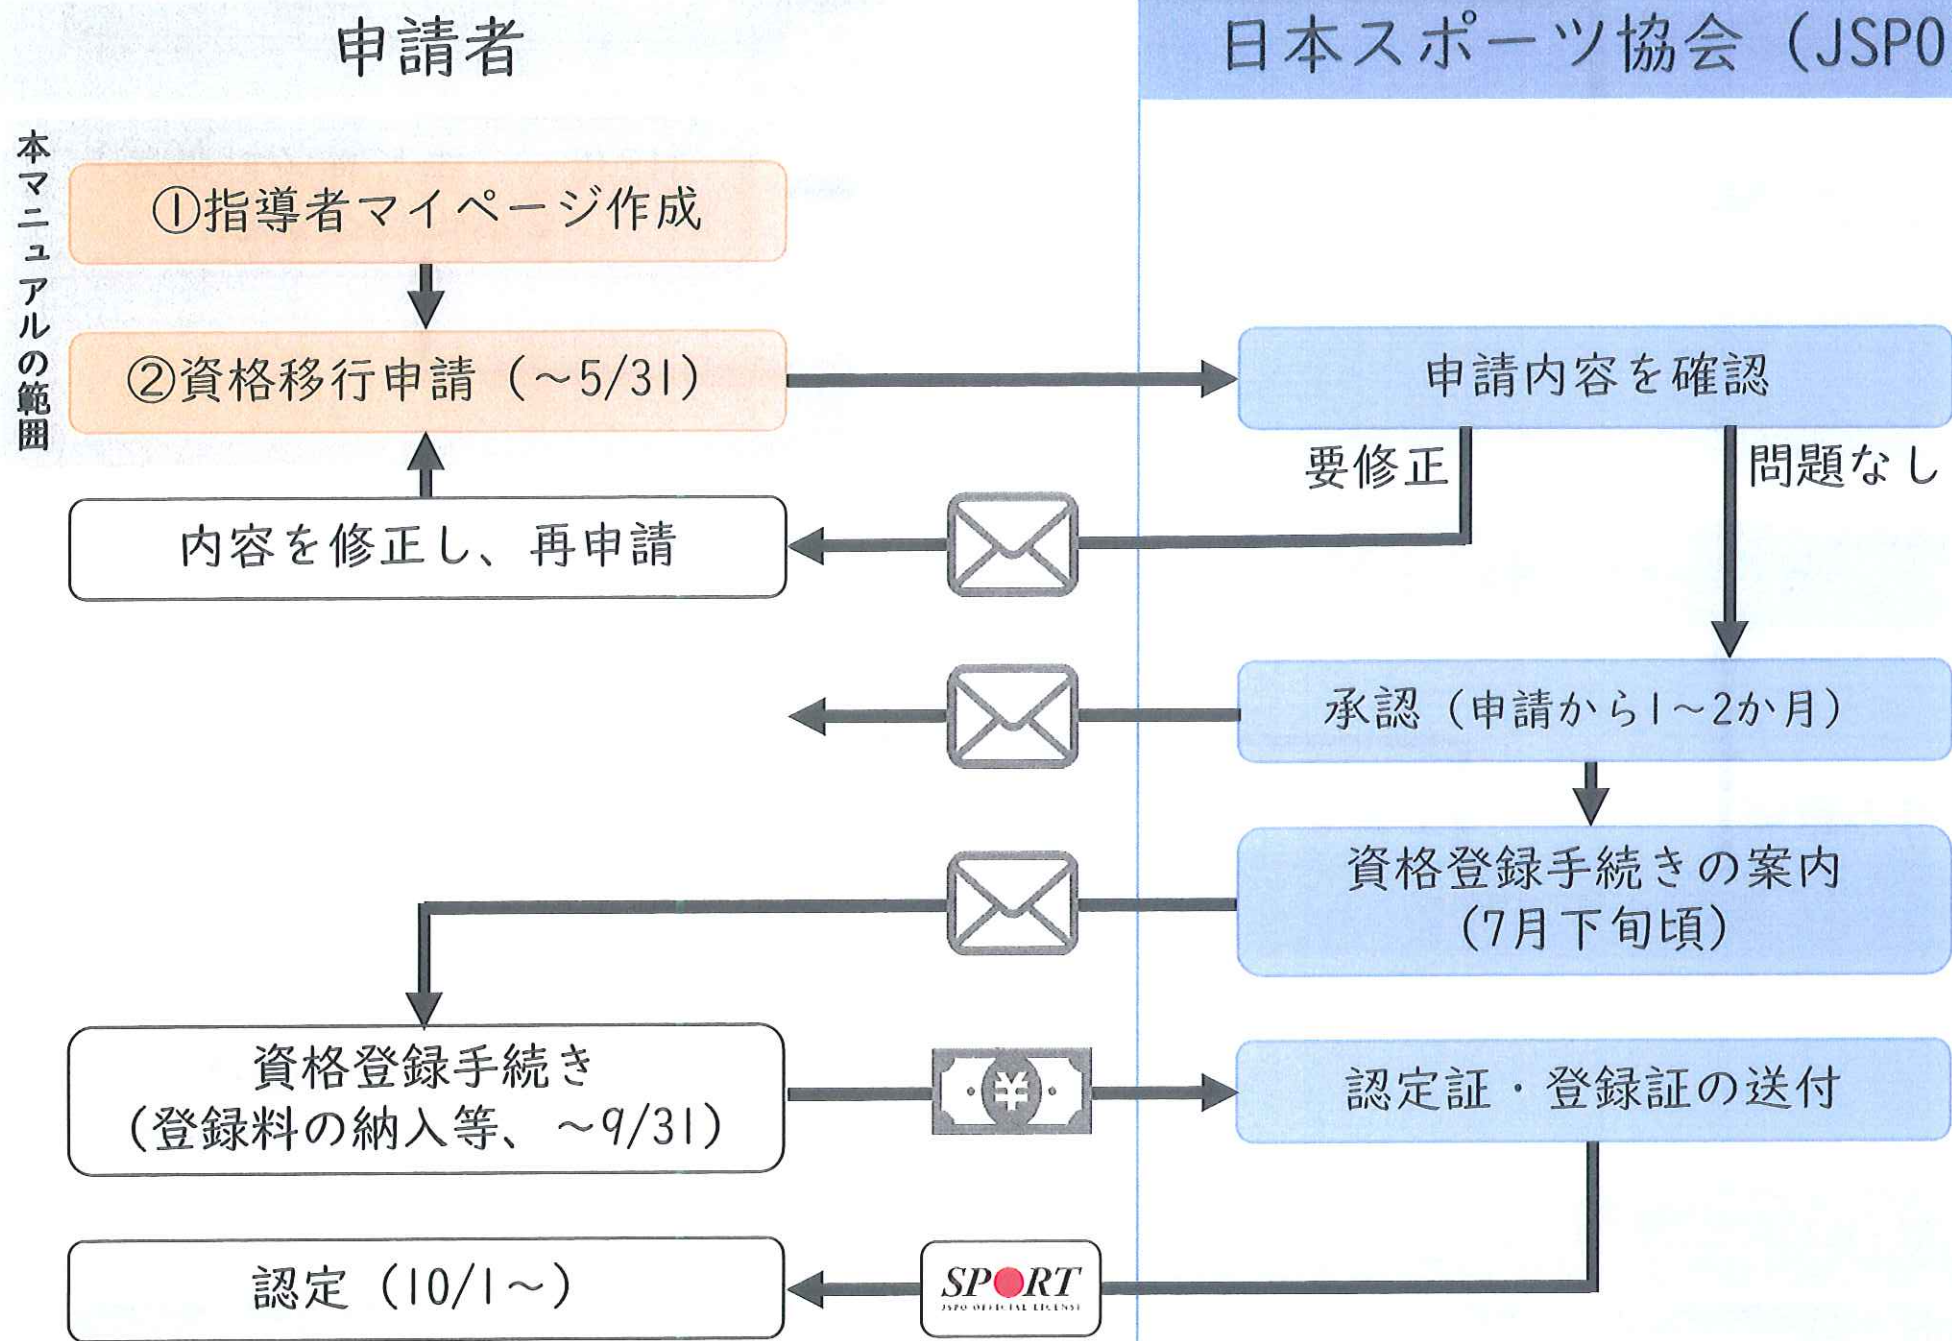 申請者
日本スポーツ協会（JSPO
本マニュアルの範囲
①指導者マイページ作成
②資格移行申請（～5/31）
申請内容を確認
要修正
問題なし
内容を修正し、再申請
承認（申請から1～2か月）
資格登録手続きの案内
（7月下旬頃）
資格登録手続き
（登録料の納入等、～9/31）
¥
認定証・登録証の送付
認定（10/1～）
SPORT
JSPO OFFICIAL LICENSE